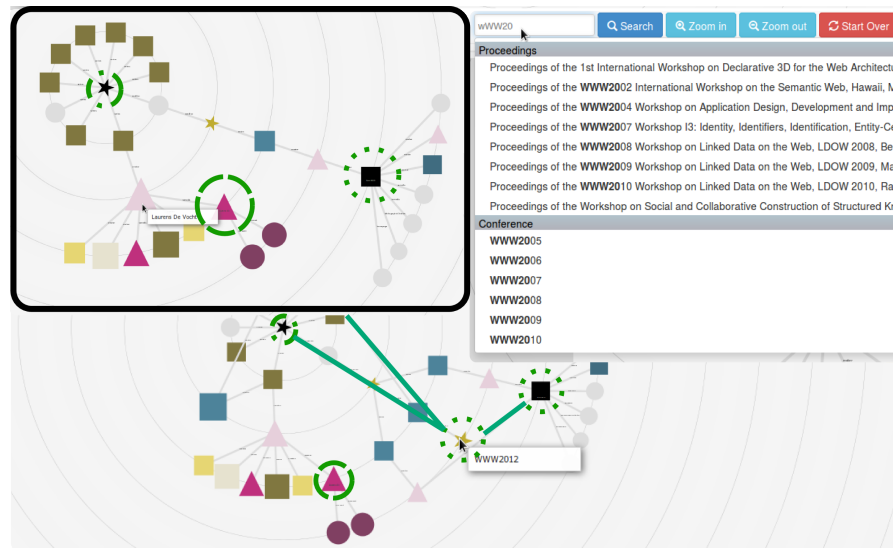 wWW20
Search
Zoom in
Zoom out
Start Over
Proceedings
Proceedings of the 1st International Workshop on Declarative 3D for the Web Architectu
Proceedings of the WWW2002 International Workshop on the Semantic Web, Hawaii, M
Proceedings of the WWW2004 Workshop on Application Design, Development and Imp
Proceedings of the WWW2007 Workshop I3: Identity, Identifiers, Identification, Entity-Ce
Proceedings of the WWW2008 Workshop on Linked Data on the Web, LDOW 2008, Be
Proceedings of the WWW2009 Workshop on Linked Data on the Web, LDOW 2009, Ma
Proceedings of the WWW2010 Workshop on Linked Data on the Web, LDOW 2010, Ra
Proceedings of the Workshop on Social and Collaborative Construction of Structured Kn
Conference
WWW2005
WWW2006
WWW2007
WWW2008
WWW2009
WWW2010
Laurens De Vocht
WWW2012